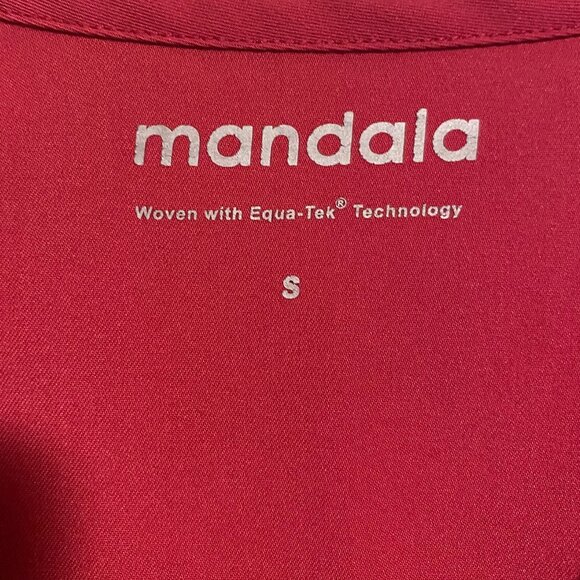 mandala
Woven with Equa-Tek® Technology
S